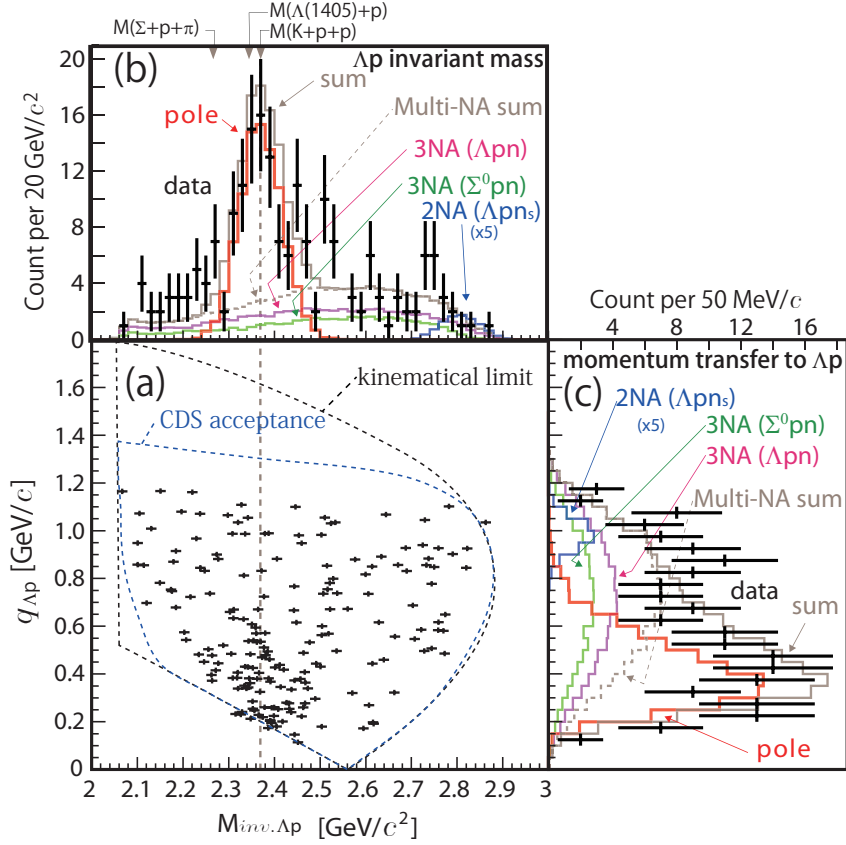 M(Λ(1405)+p)
M(Σ+p+π)
M(K+p+p)
(b)
Λp invariant mass
sum
Multi-NA sum
pole
3NA (Λpn)
data
3NA (Σ⁰pn)
2NA (Λpnₛ)
(x5)
Count per 20 GeV/c²
20
16
12
8
4
0
Count per 50 MeV/c
4 8 12 16
(a)
kinematical limit
CDS acceptance
momentum transfer to Λp
(c)
2NA (Λpnₛ)
(x5)
3NA (Σ⁰pn)
3NA (Λpn)
Multi-NA sum
data
sum
pole
q Λp [GeV/c]
1.6
1.4
1.2
1.0
0.8
0.6
0.4
0.2
0
2 2.1 2.2 2.3 2.4 2.5 2.6 2.7 2.8 2.9 3
Minv.Λp [GeV/c²]